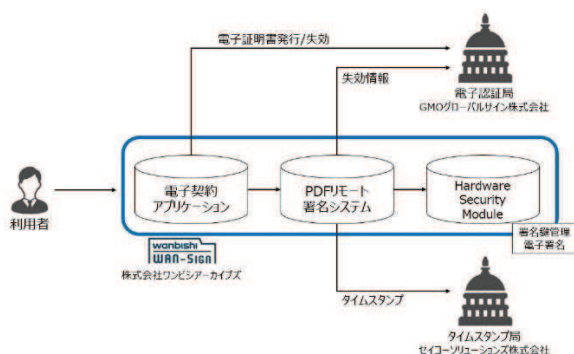 電子証明書発行/失効
失効情報
電子認証局
GMOグローバルサイン株式会社
利用者
電子契約
アプリケーション
PDFリモート
署名システム
Hardware
Security
Module
署名鍵管理
電子署名
wanbishi
WAN-SIGN
株式会社ワンビシアーカイブズ
タイムスタンプ
タイムスタンプ局
セイコーソリューションズ株式会社